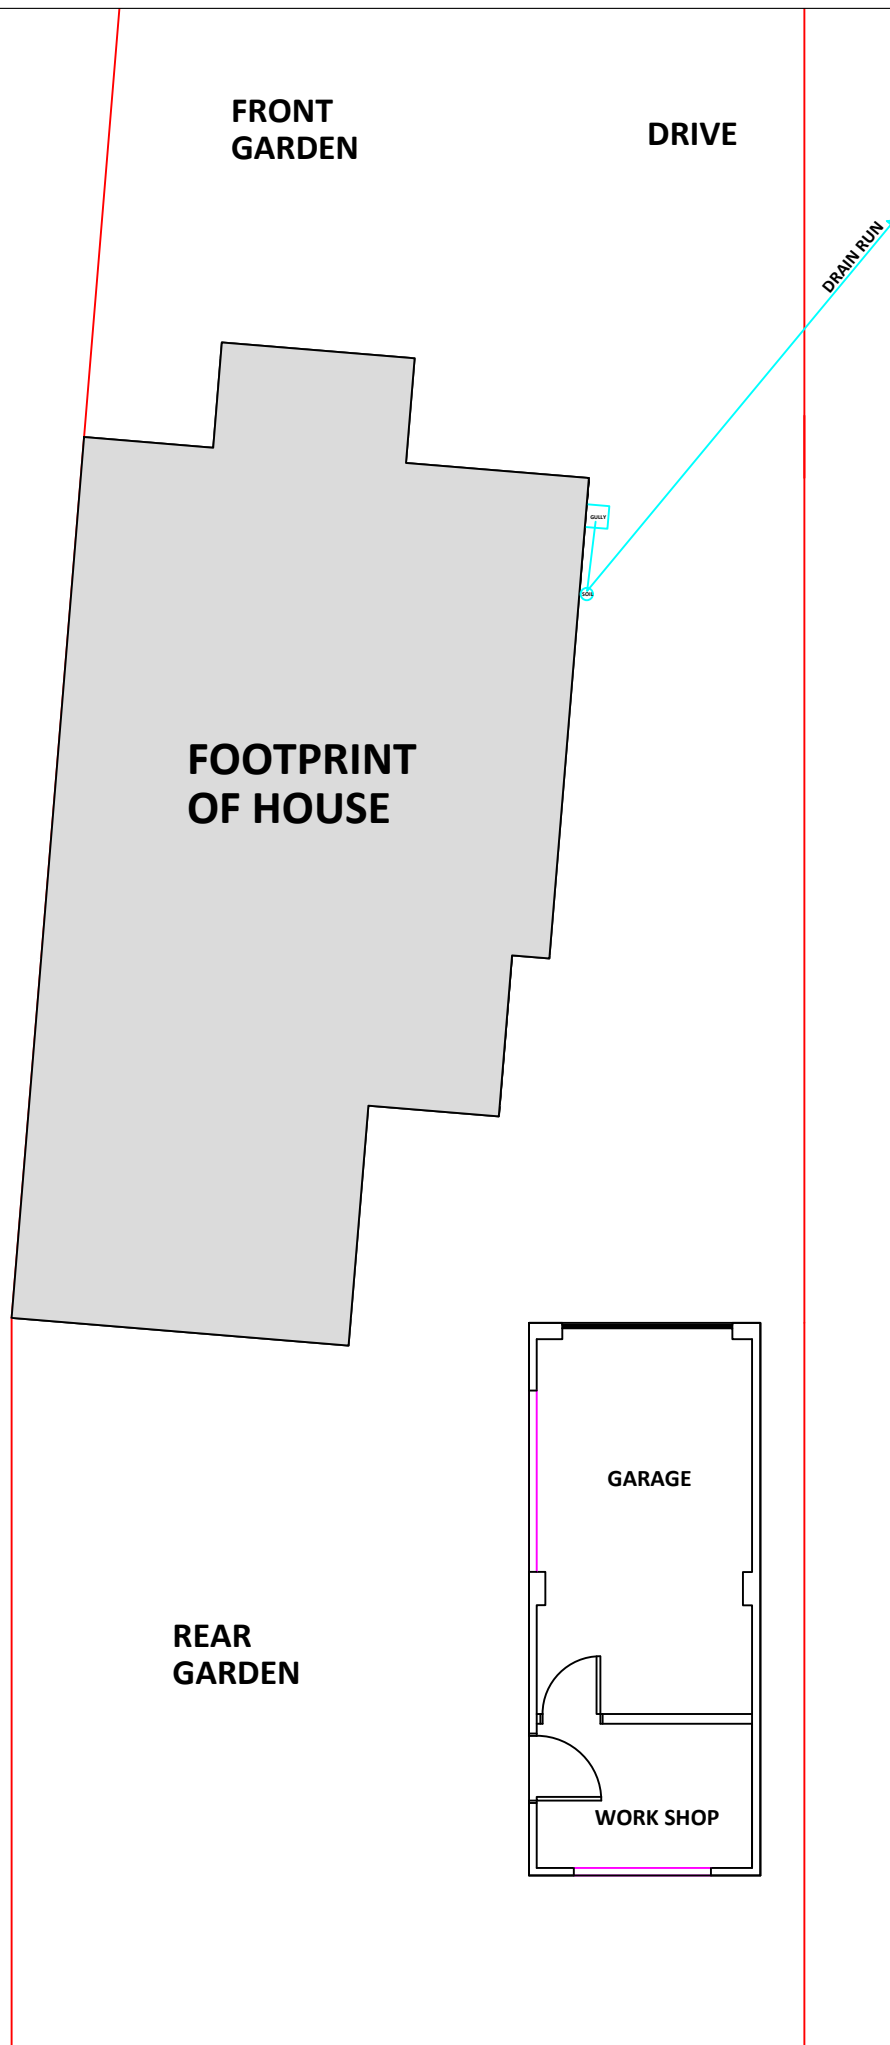 FRONT
GARDEN
DRIVE
DRAIN RUN
GULLY
SOIL
FOOTPRINT
OF HOUSE
GARAGE
REAR
GARDEN
WORK SHOP